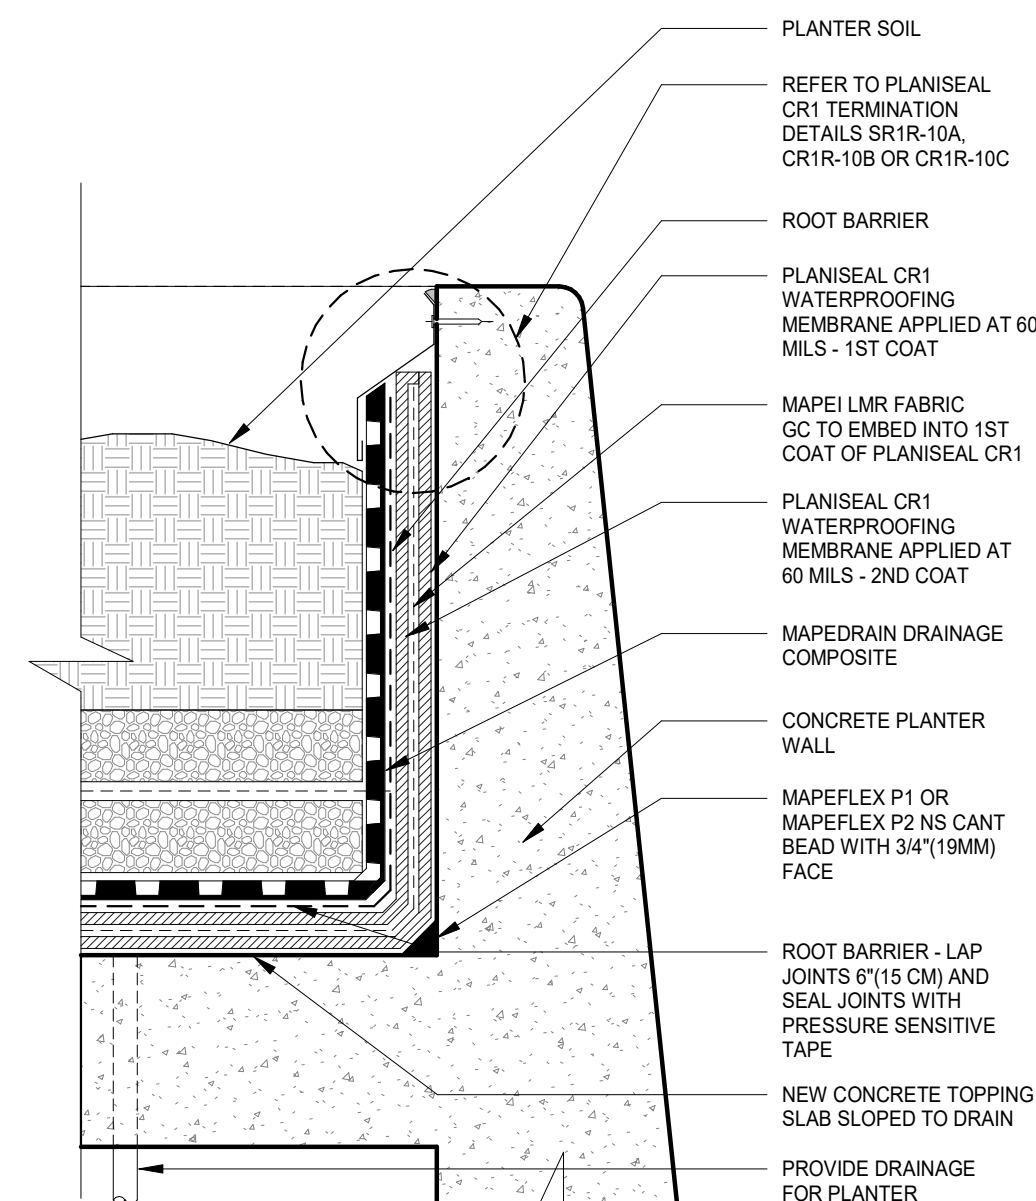 PLANTER SOIL
REFER TO PLANISEAL
CR1 TERMINATION
DETAILS SR1R-10A,
CR1R-10B OR CR1R-10C
ROOT BARRIER
PLANISEAL CR1
WATERPROOFING
MEMBRANE APPLIED AT 60
MILS - 1ST COAT
MAPEI LMR FABRIC
GC TO EMBED INTO 1ST
COAT OF PLANISEAL CR1
PLANISEAL CR1
WATERPROOFING
MEMBRANE APPLIED AT
60 MILS - 2ND COAT
MAPEDRAIN DRAINAGE
COMPOSITE
CONCRETE PLANTER
WALL
MAPEFLEX P1 OR
MAPEFLEX P2 NS CANT
BEAD WITH 3/4"(19MM)
FACE
ROOT BARRIER - LAP
JOINTS 6"(15 CM) AND
SEAL JOINTS WITH
PRESSURE SENSITIVE
TAPE
NEW CONCRETE TOPPING
SLAB SLOPED TO DRAIN
PROVIDE DRAINAGE
FOR PLANTER